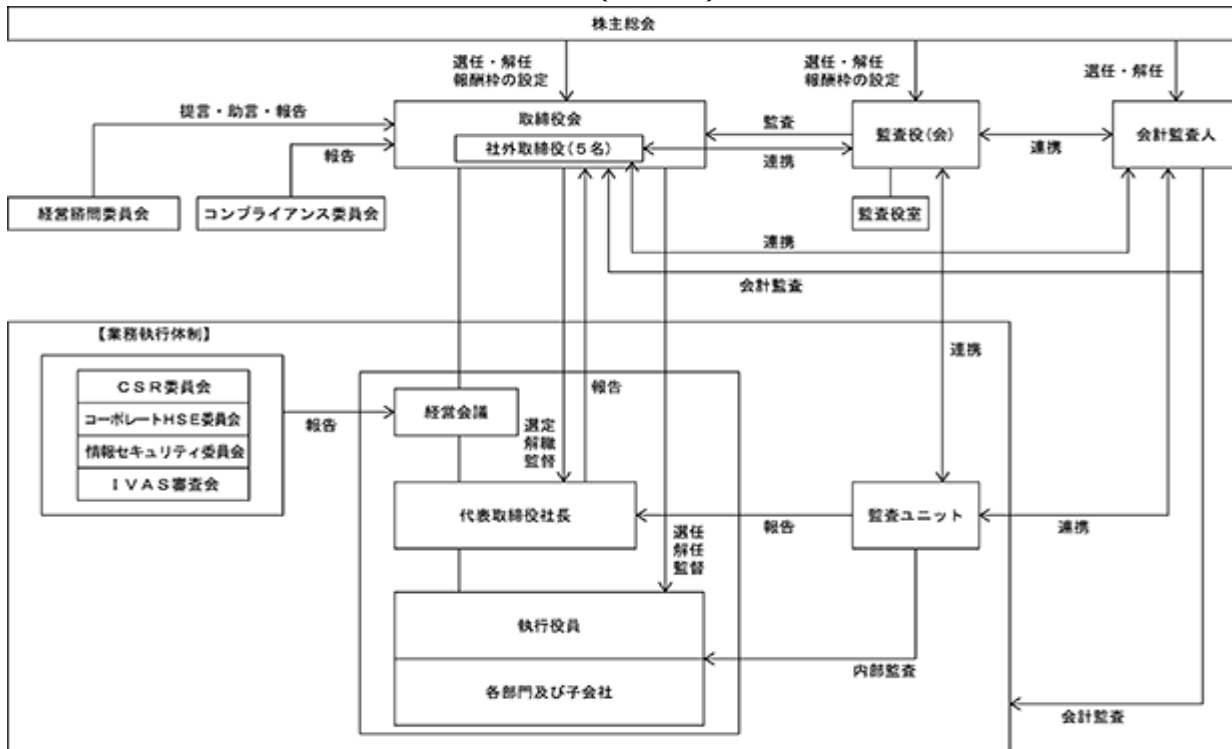 株主総会
選任・解任
報酬枠の設定
選任・解任
報酬枠の設定
選任・解任
提言・助言・報告
取締役会
監査
監査役(会)
会計監査人
報告
社外取締役(5名)
連携
連携
経営諮問委員会
コンプライアンス委員会
監査役室
連携
会計監査
【業務執行体制】
連携
CSR委員会
報告
経営会議
コーポレートHSE委員会
報告
選定
解職
監督
情報セキュリティ委員会
IVAS審査会
代表取締役社長
報告
監査ユニット
連携
選任
解任
監督
執行役員
内部監査
各部門及び子会社
会計監査